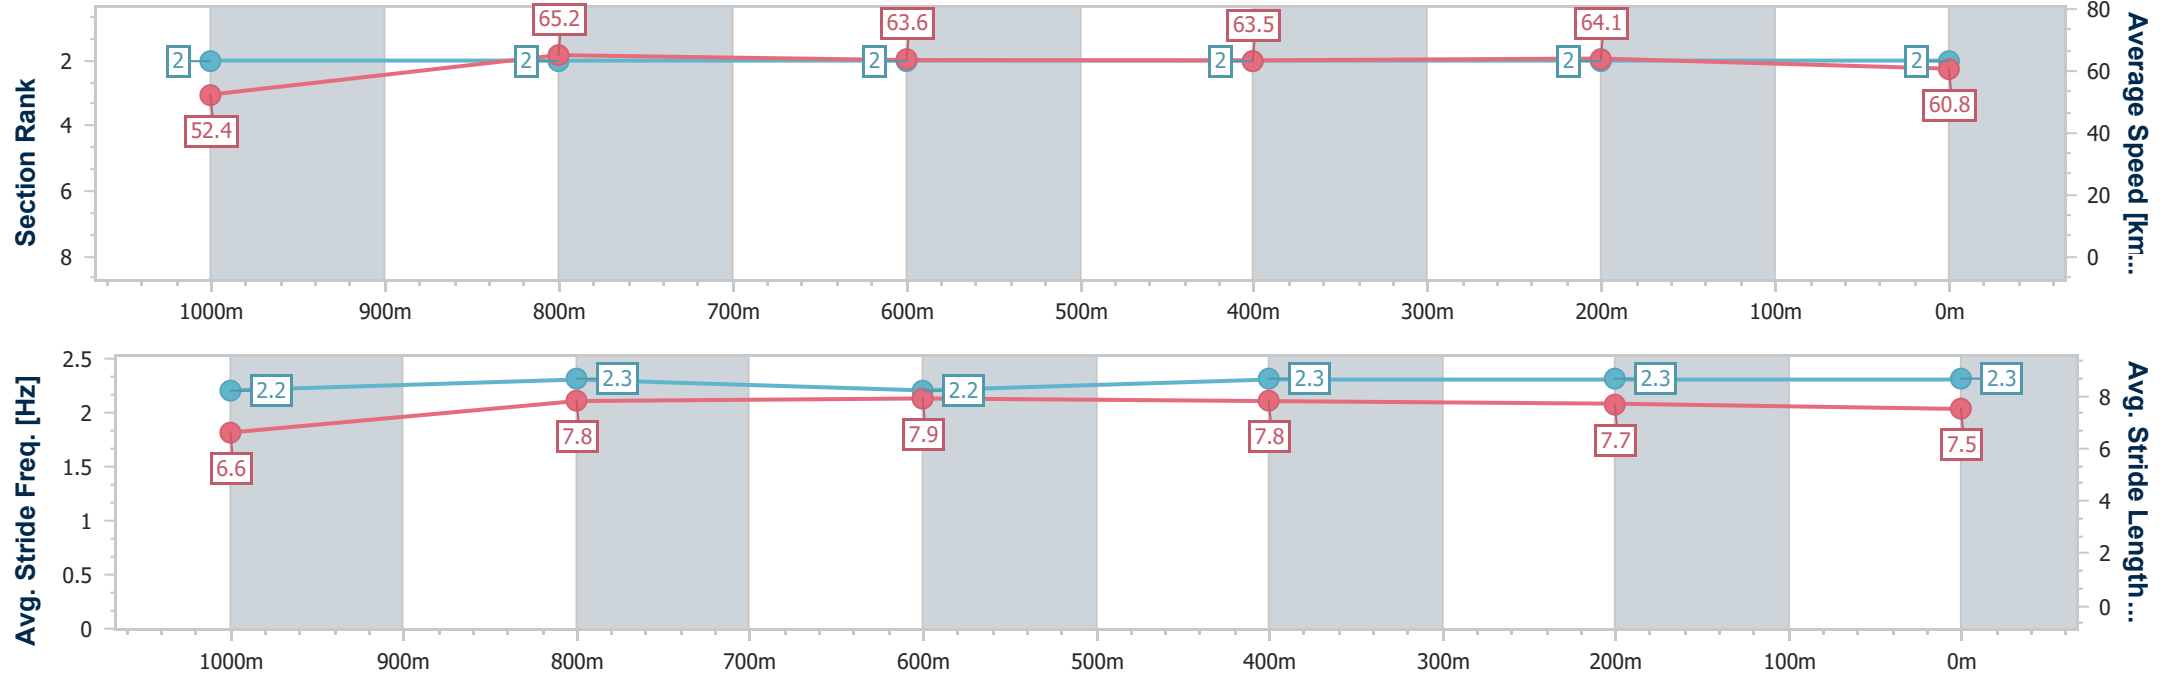 Section Rank
2
4
6
8
2
2
2
2
2
2
52.4
65.2
63.6
63.5
64.1
60.8
80
60
40
20
0
Average Speed [km...
1000m
900m
800m
700m
600m
500m
400m
300m
200m
100m
0m
Avg. Stride Freq. [Hz]
2.5
2
1.5
1
0.5
0
2.2
2.3
2.2
2.3
2.3
2.3
6.6
7.8
7.9
7.8
7.7
7.5
8
6
4
2
0
Avg. Stride Length...
1000m
900m
800m
700m
600m
500m
400m
300m
200m
100m
0m